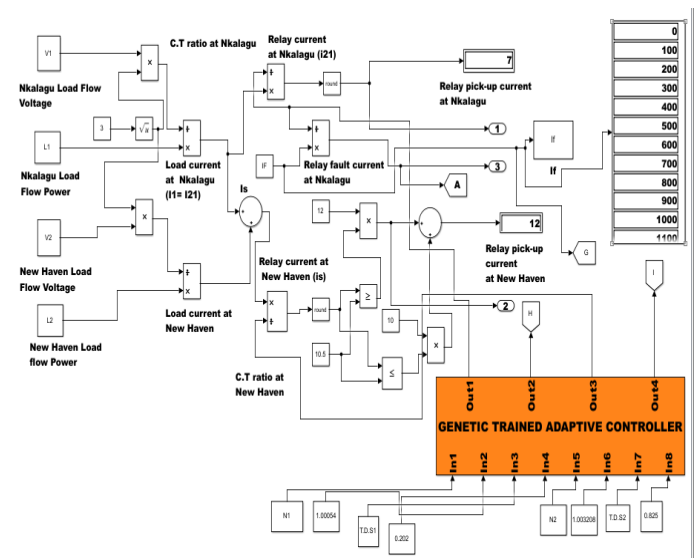 V1
Nkalagu Load Flow
Voltage
L1
Nkalagu Load
Flow Power
V2
New Haven Load
Flow Voltage
L2
New Haven Load
flow Power
3
√u
x
÷
x
x
÷
x
C.T ratio at Nkalagu
Load current
at Nkalagu
(I1= I21)
Is
Load current at
New Haven
Relay current
at Nkalagu (i21)
÷
x
round
÷
x
IF
Relay fault current
at Nkalagu
7
Relay pick-up current
at Nkalagu
1
3
A
If
If
G
12
x
12
Relay pick-up
current
at New Haven
Relay current at
New Haven (is)
x
÷
round
≥
≤
10
10.5
x
2
C.T ratio at
New Haven
H
I
0
100
200
300
400
500
600
700
800
900
1000
1100
Out1
Out2
Out3
Out4
GENETIC TRAINED ADAPTIVE CONTROLLER
In1
In2
In3
In4
In5
In6
In7
In8
N1
1.00054
T.D.S1
0.202
N2
1.003208
T.D.S2
0.825